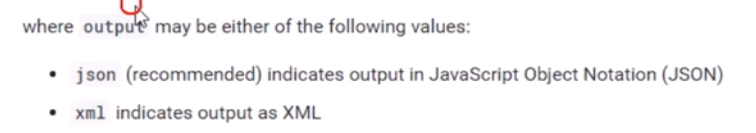 where output may be either of the following values:
• json (recommended) indicates output in JavaScript Object Notation (JSON)
• xml indicates output as XML